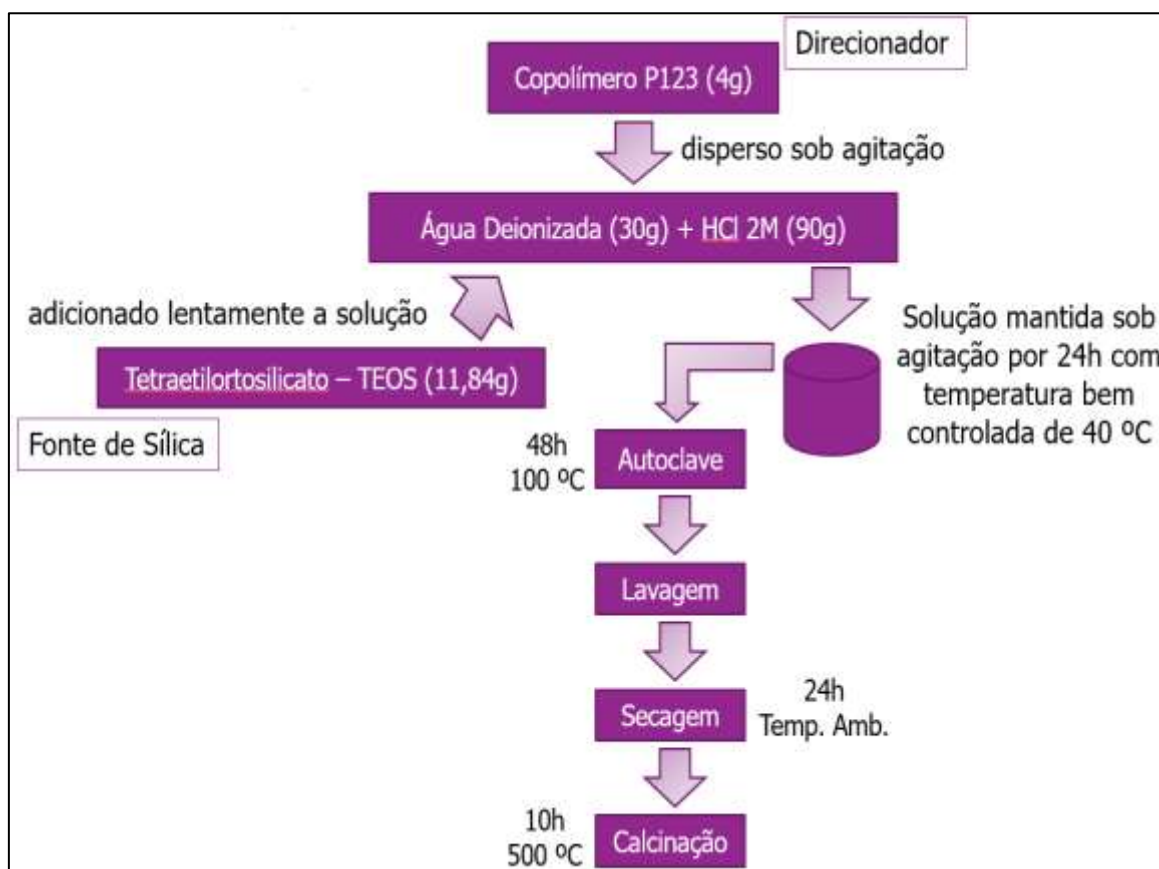 Direcionador
Copolímero P123 (4g)
disperso sob agitação
Água Deionizada (30g) + HCl 2M (90g)
adicionado lentamente a solução
Tetraetilortosilicato – TEOS (11,84g)
Fonte de Sílica
Solução mantida sob
agitação por 24h com
temperatura bem
controlada de 40 ºC
48h
100 ºC
Autoclave
Lavagem
Secagem
24h
Temp. Amb.
10h
500 ºC
Calcinação